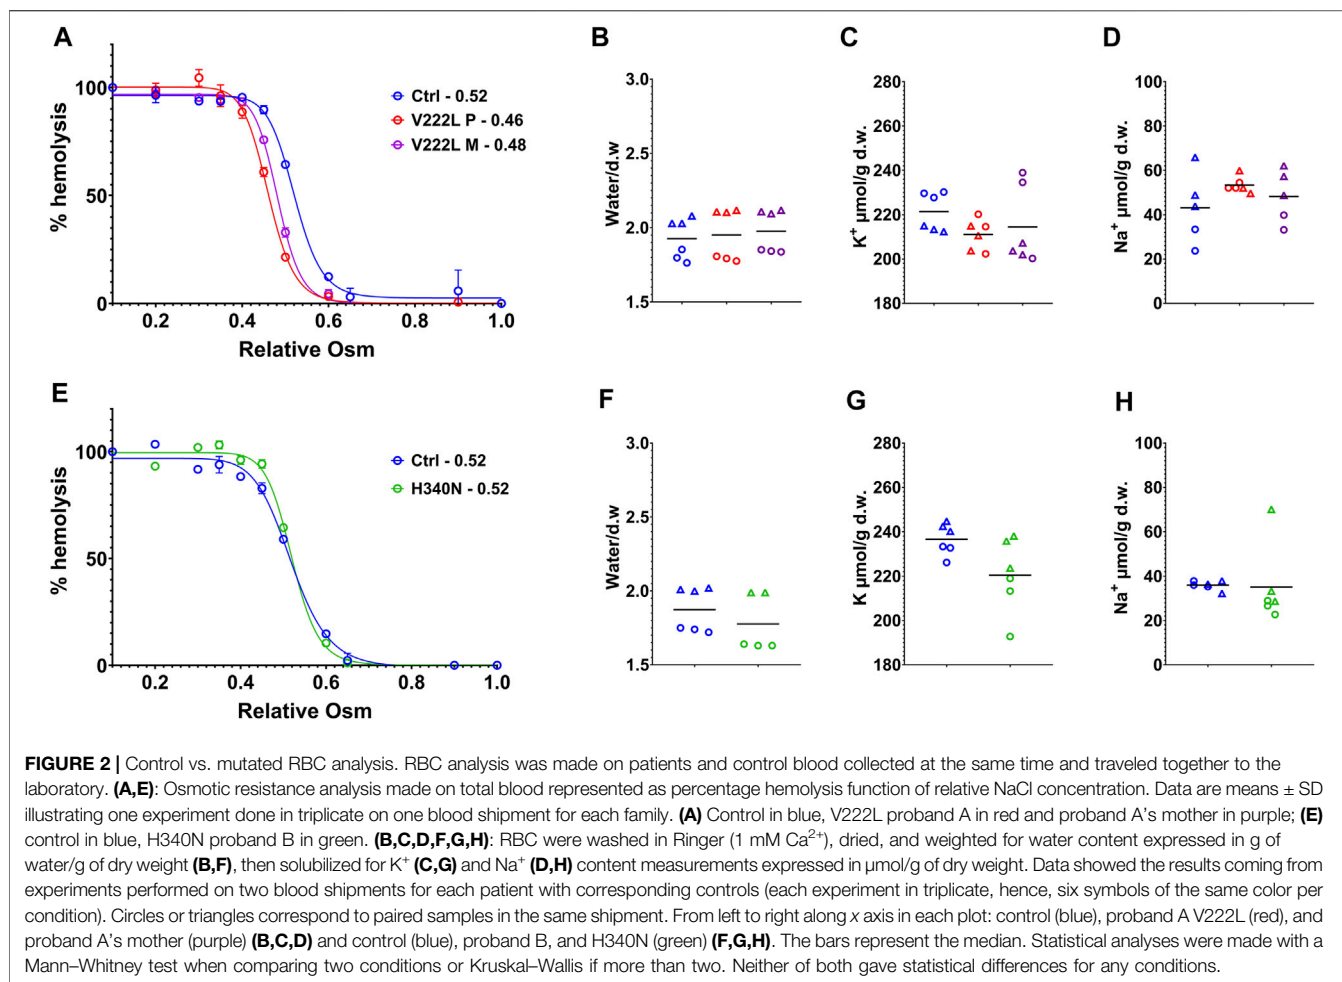 A
% hemolysis
100
50
0
0.2
0.4
0.6
0.8
1.0
Relative Osm
Ctrl - 0.52
V222L P - 0.46
V222L M - 0.48
B
Water/d.w
3.0
2.5
2.0
1.5
C
K⁺ µmol/g d.w.
280
260
240
220
200
180
D
Na⁺ µmol/g d.w.
100
80
60
40
20
0
E
% hemolysis
100
50
0
0.2
0.4
0.6
0.8
1.0
Relative Osm
Ctrl - 0.52
H340N - 0.52
F
Water/d.w
3.0
2.5
2.0
1.5
G
K µmol/g d.w.
280
260
240
220
200
180
H
Na⁺ µmol/g d.w.
100
80
60
40
20
0
FIGURE 2 | Control vs. mutated RBC analysis. RBC analysis was made on patients and control blood collected at the same time and traveled together to the
laboratory. (A,E): Osmotic resistance analysis made on total blood represented as percentage hemolysis function of relative NaCl concentration. Data are means ± SD
illustrating one experiment done in triplicate on one blood shipment for each family. (A) Control in blue, V222L proband A in red and proband A's mother in purple; (E)
control in blue, H340N proband B in green. (B,C,D,F,G,H): RBC were washed in Ringer (1 mM Ca²⁺), dried, and weighted for water content expressed in g of
water/g of dry weight (B,F), then solubilized for K⁺ (C,G) and Na⁺ (D,H) content measurements expressed in µmol/g of dry weight. Data showed the results coming from
experiments performed on two blood shipments for each patient with corresponding controls (each experiment in triplicate, hence, six symbols of the same color per
condition). Circles or triangles correspond to paired samples in the same shipment. From left to right along x axis in each plot: control (blue), proband A V222L (red), and
proband A's mother (purple) (B,C,D) and control (blue), proband B, and H340N (green) (F,G,H). The bars represent the median. Statistical analyses were made with a
Mann–Whitney test when comparing two conditions or Kruskal–Wallis if more than two. Neither of both gave statistical differences for any conditions.